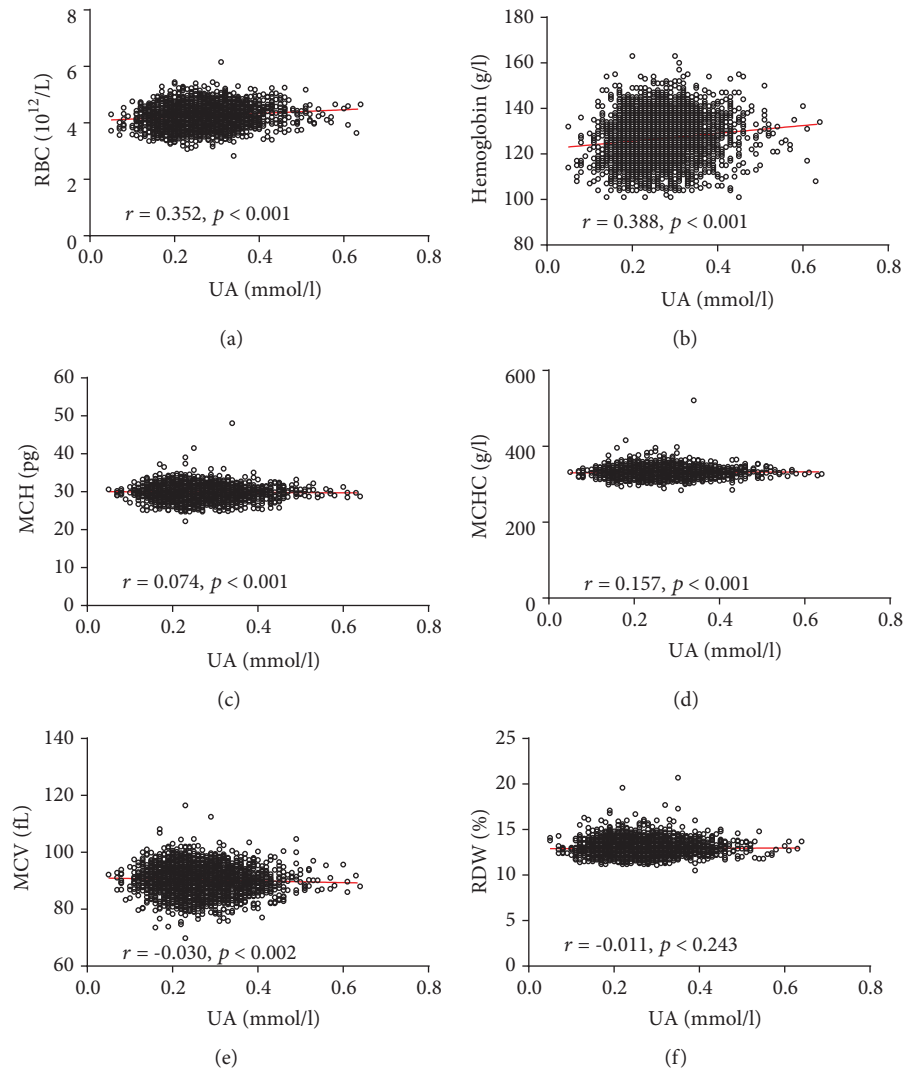 8
6
4
2
0
RBC (10^12/L)
r = 0.352, p < 0.001
0.0 0.2 0.4 0.6 0.8
UA (mmol/l)
(a)
180
160
140
120
100
80
Hemoglobin (g/l)
r = 0.388, p < 0.001
0.0 0.2 0.4 0.6 0.8
UA (mmol/l)
(b)
60
50
40
30
20
10
0
MCH (pg)
r = 0.074, p < 0.001
0.0 0.2 0.4 0.6 0.8
UA (mmol/l)
(c)
600
400
200
0
MCHC (g/l)
r = 0.157, p < 0.001
0.0 0.2 0.4 0.6 0.8
UA (mmol/l)
(d)
140
120
100
80
60
MCV (fL)
r = -0.030, p < 0.002
0.0 0.2 0.4 0.6 0.8
UA (mmol/l)
(e)
25
20
15
10
5
0
RDW (%)
r = -0.011, p < 0.243
0.0 0.2 0.4 0.6 0.8
UA (mmol/l)
(f)